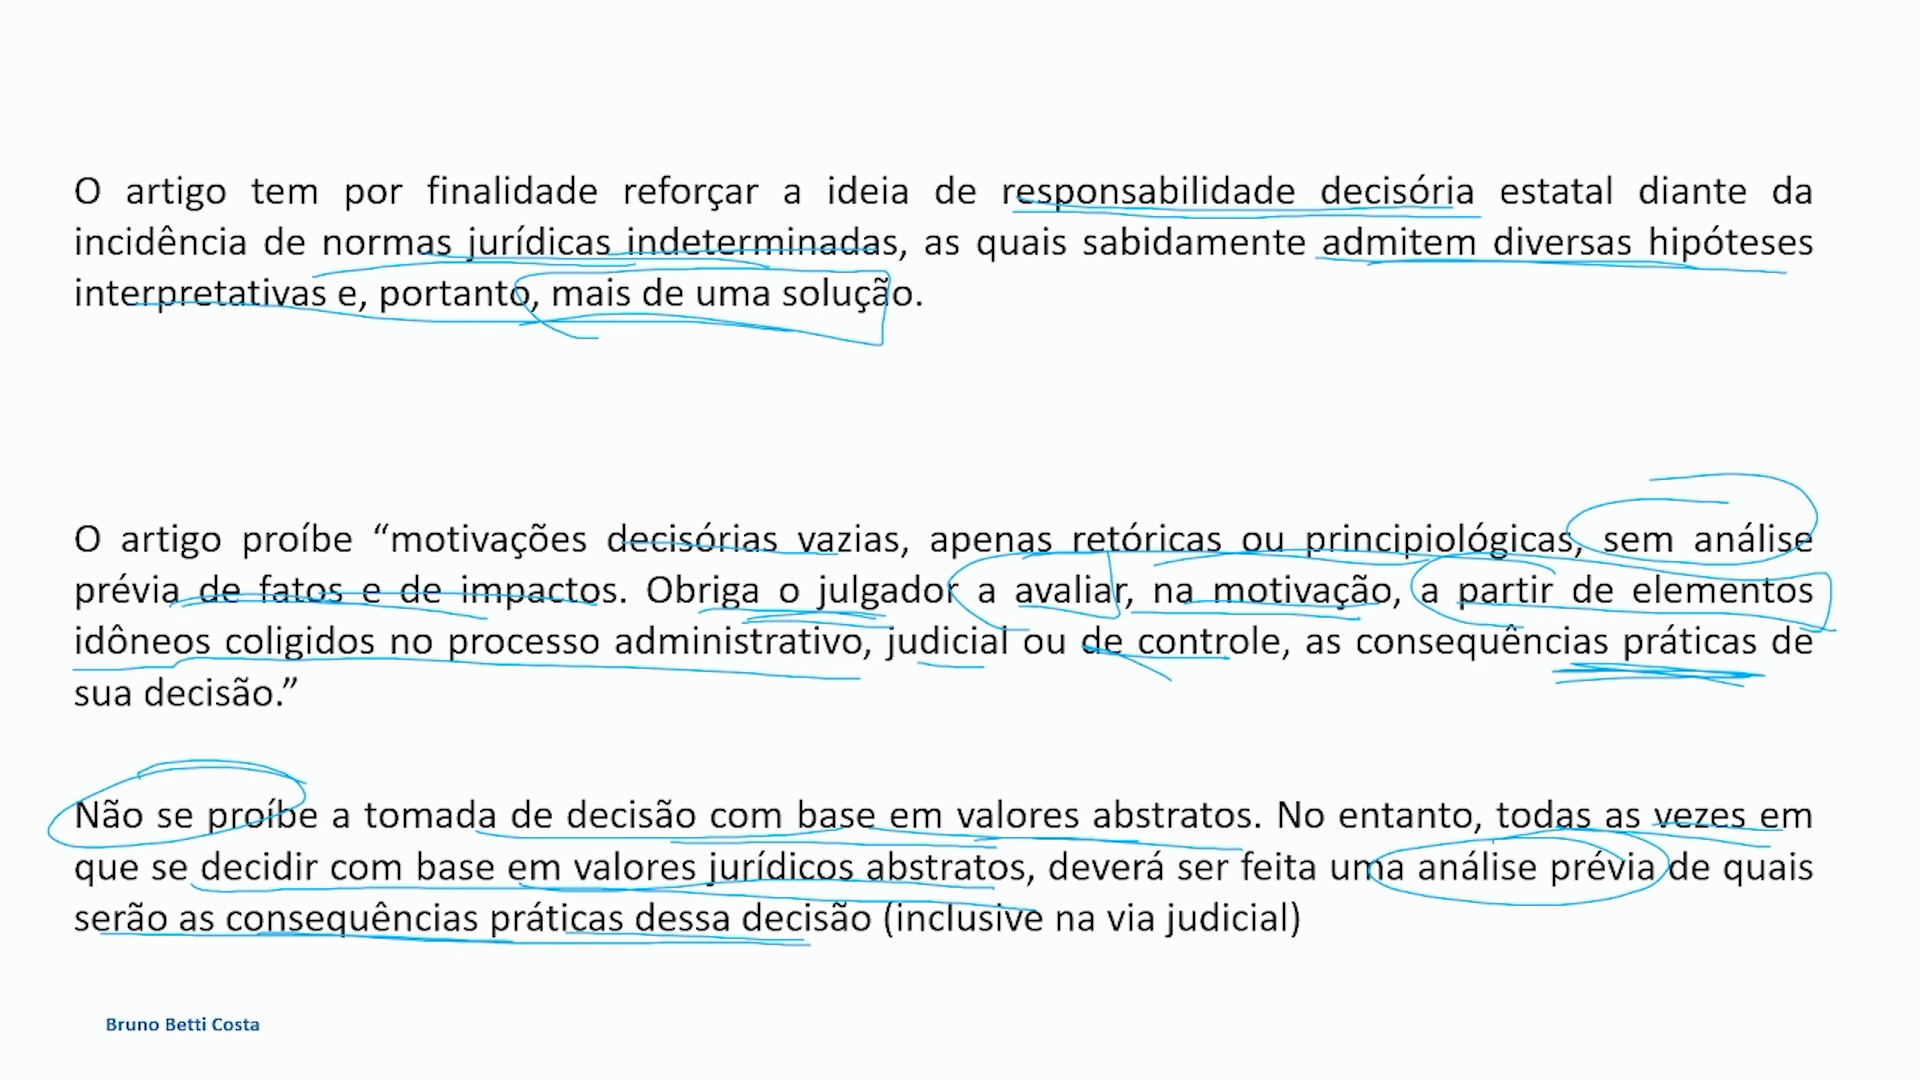 O artigo tem por finalidade reforçar a ideia de responsabilidade decisória estatal diante da
incidência de normas jurídicas indeterminadas, as quais sabidamente admitem diversas hipóteses
interpretativas e, portanto, mais de uma solução.
O artigo proíbe “motivações decisórias vazias, apenas retóricas ou principiológicas, sem análise
prévia de fatos e de impactos. Obriga o julgador a avaliar, na motivação, a partir de elementos
idôneos coligidos no processo administrativo, judicial ou de controle, as consequências práticas de
sua decisão.”
Não se proíbe a tomada de decisão com base em valores abstratos. No entanto, todas as vezes em
que se decidir com base em valores jurídicos abstratos, deverá ser feita uma análise prévia de quais
serão as consequências práticas dessa decisão (inclusive na via judicial)
Bruno Betti Costa